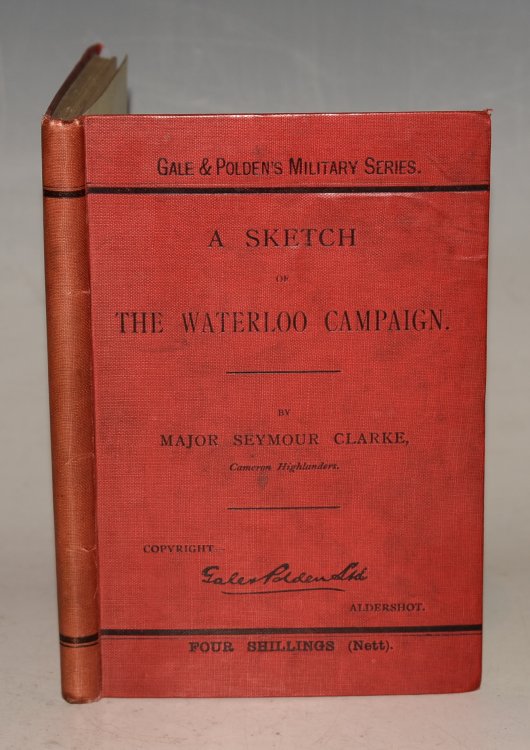 GALE & POLDEN'S MILITARY SERIES.
A SKETCH
OF
THE WATERLOO CAMPAIGN.
BY
MAJOR SEYMOUR CLARKE,
Cameron Highlanders.
COPYRIGHT—
Gale & Polden Ltd
ALDERSHOT.
FOUR SHILLINGS (Nett).